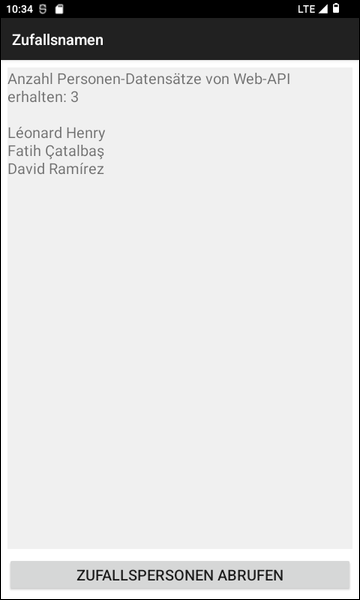 10:34
LTE
Zufallsnamen
Anzahl Personen-Datensätze von Web-API
erhalten: 3
Léonard Henry
Fatih Çatalbaş
David Ramírez
ZUFALLSPERSONEN ABRUFEN